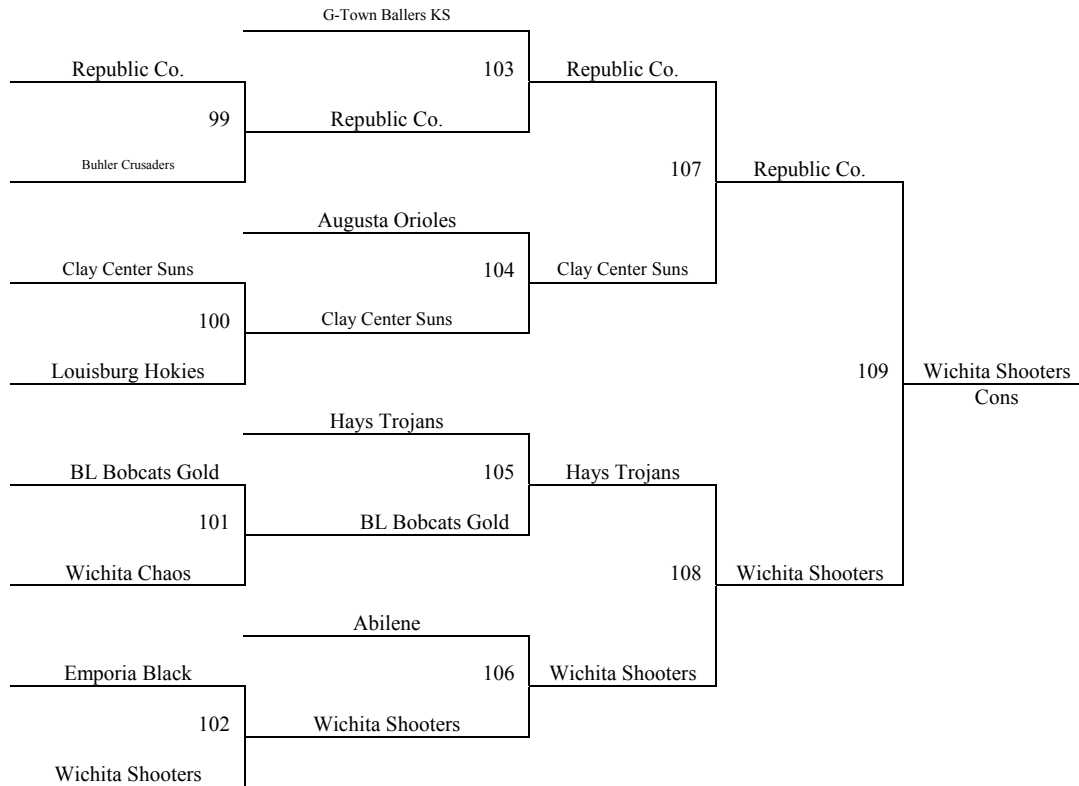 G-Town Ballers KS
Republic Co.
103
Republic Co.
99
Republic Co.
Buhler Crusaders
107
Republic Co.
Augusta Orioles
Clay Center Suns
104
Clay Center Suns
100
Clay Center Suns
Louisburg Hokies
109
Wichita Shooters
Cons
Hays Trojans
BL Bobcats Gold
105
Hays Trojans
101
BL Bobcats Gold
Wichita Chaos
108
Wichita Shooters
Abilene
Emporia Black
106
Wichita Shooters
102
Wichita Shooters
Wichita Shooters